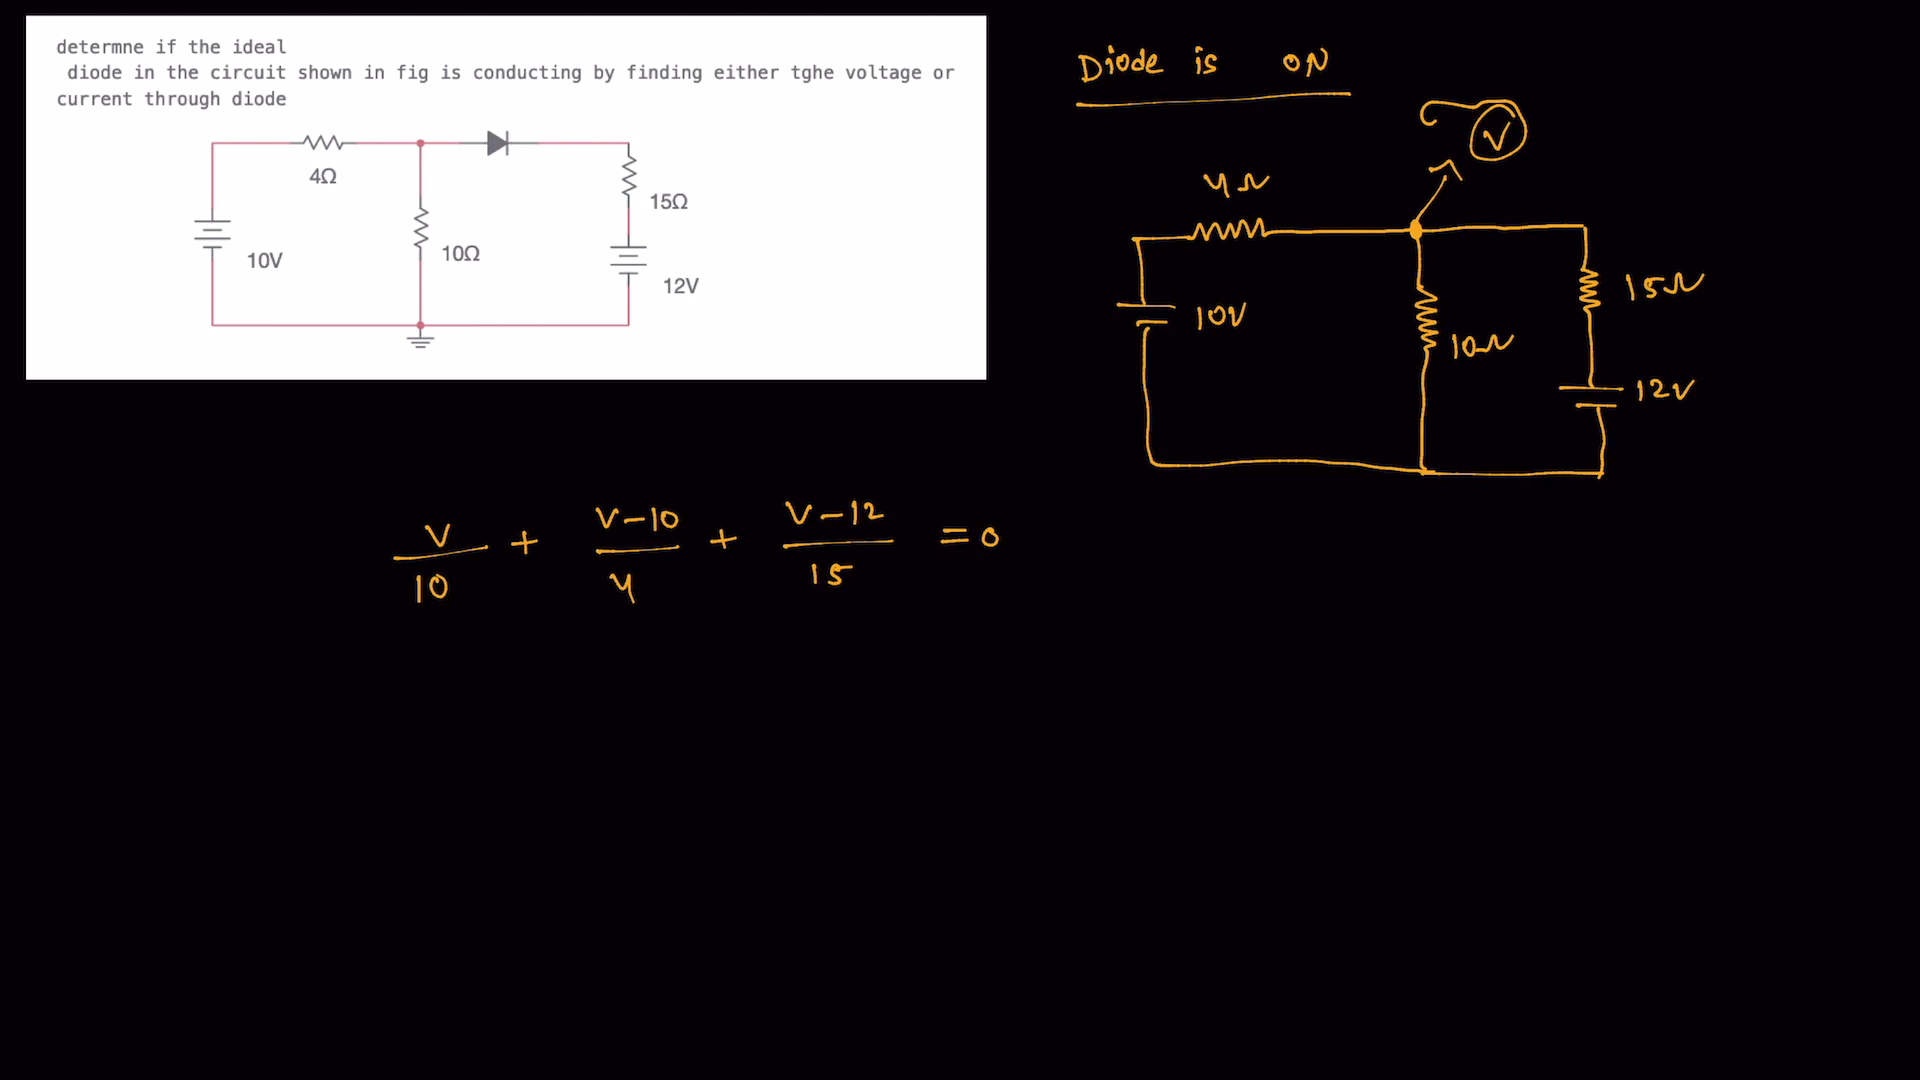 determne if the ideal
diode in the circuit shown in fig is conducting by finding either tghe voltage or
current through diode
4Ω
15Ω
10Ω
10V
12V
Diode is ON
V
4Ω
15Ω
10V
10Ω
12V
V/10 + V-10/4 + V-12/15 = 0